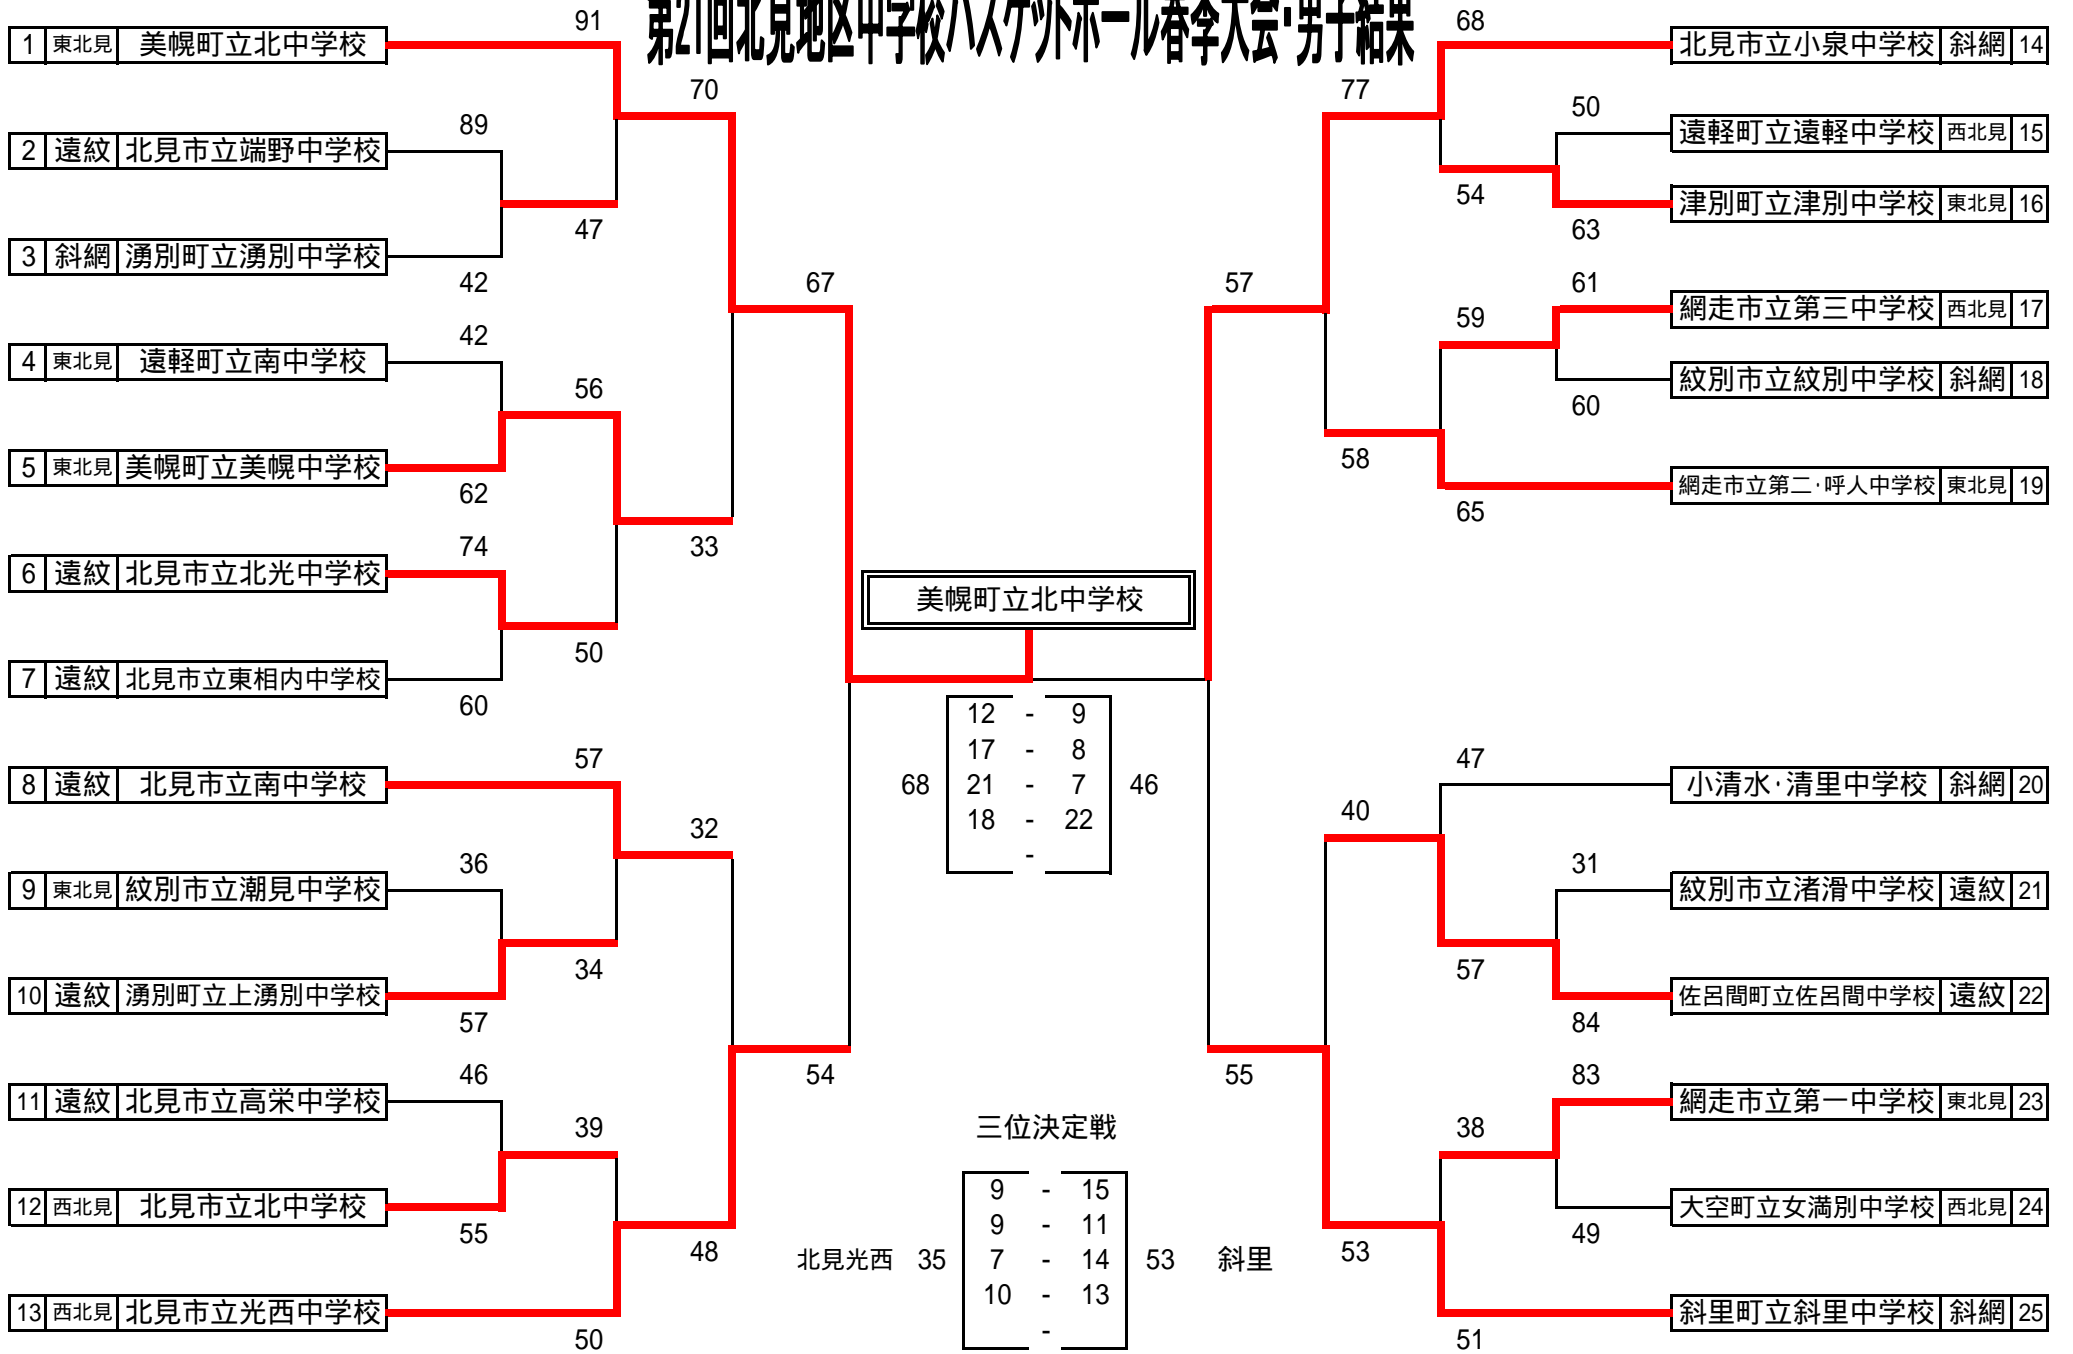 第21回北見地区中学校バスケットボール春季大会・男子結果
1 東北見 美幌町立北中学校
91
70
89
2 遠紋 北見市立端野中学校
47
3 斜網 湧別町立湧別中学校
42
67
42
4 東北見 遠軽町立南中学校
56
5 東北見 美幌町立美幌中学校
62
33
74
6 遠紋 北見市立北光中学校
50
7 遠紋 北見市立東相内中学校
60
57
8 遠紋 北見市立南中学校
32
36
9 東北見 紋別市立潮見中学校
34
10 遠紋 湧別町立上湧別中学校
57
54
46
11 遠紋 北見市立高栄中学校
39
12 西北見 北見市立北中学校
55
48
13 西北見 北見市立光西中学校
50
美幌町立北中学校
12 - 9
17 - 8
68 21 - 7 46
18 - 22
-
三位決定戦
9 - 15
9 - 11
北見光西 35 7 - 14 53 斜里
10 - 13
-
68
北見市立小泉中学校 斜網 14
77
50
遠軽町立遠軽中学校 西北見 15
54
津別町立津別中学校 東北見 16
63
57
61
網走市立第三中学校 西北見 17
59
紋別市立紋別中学校 斜網 18
60
58
網走市立第二・呼人中学校 東北見 19
65
47
小清水・清里中学校 斜網 20
40
31
紋別市立渚滑中学校 遠紋 21
57
佐呂間町立佐呂間中学校 遠紋 22
84
55
83
網走市立第一中学校 東北見 23
38
大空町立女満別中学校 西北見 24
49
53
斜里町立斜里中学校 斜網 25
51